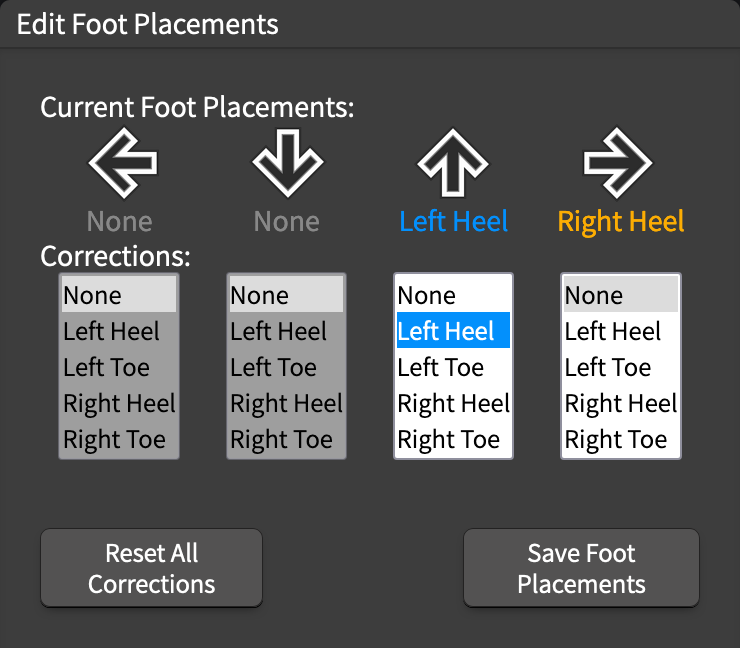 Edit Foot Placements
Current Foot Placements:
None None Left Heel Right Heel
Corrections:
None None None None
Left Heel Left Heel Left Heel Left Heel
Left Toe Left Toe Left Toe Left Toe
Right Heel Right Heel Right Heel Right Heel
Right Toe Right Toe Right Toe Right Toe
Reset All
Corrections
Save Foot
Placements